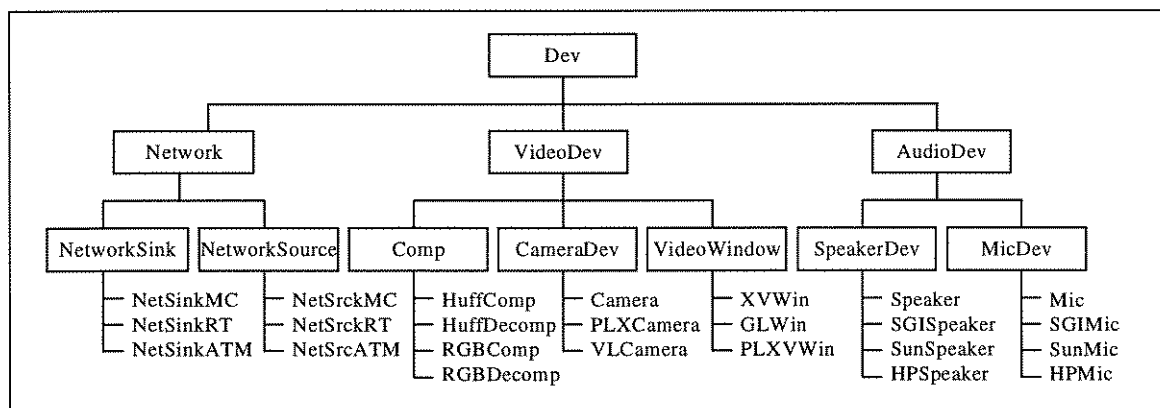 Dev
Network VideoDev AudioDev
NetworkSink NetworkSource Comp CameraDev VideoWindow SpeakerDev MicDev
NetSinkMC NetSrckMC HuffComp Camera XVWin Speaker Mic
NetSinkRT NetSrckRT HuffDecomp PLXCamera GLWin SGISpeaker SGIMic
NetSinkATM NetSrcATM RGBComp VLCamera PLXVWin SunSpeaker SunMic
RGBDecomp HPSpeaker HPMic